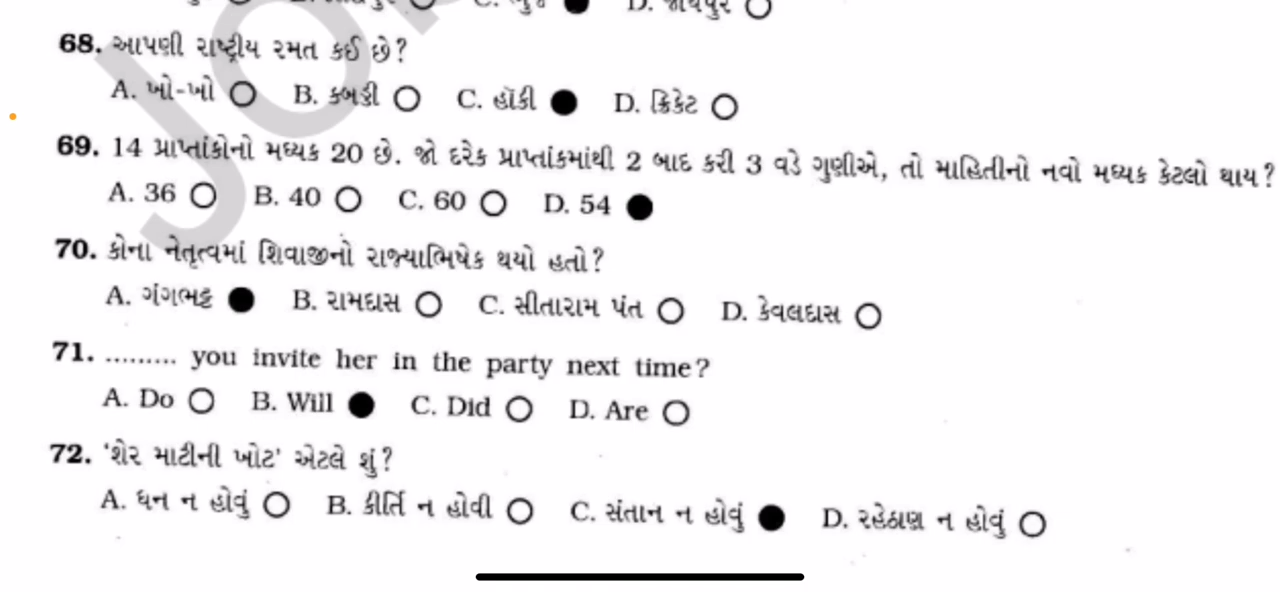 C. ભુજ ● D. જયપુર ○
68. આપણી રાષ્ટ્રીય રમત કઈ છે?
A. ખો-ખો ○ B. કબડ્ડી ○ C. હૉકી ● D. ક્રિકેટ ○
69. 14 પ્રાપ્તાંકોનો મધ્યક 20 છે. જો દરેક પ્રાપ્તાંકમાંથી 2 બાદ કરી 3 વડે ગુણીએ, તો માહિતીનો નવો મધ્યક કેટલો થાય?
A. 36 ○ B. 40 ○ C. 60 ○ D. 54 ●
70. કોના નેતૃત્વમાં શિવાજીનો રાજ્યાભિષેક થયો હતો?
A. ગંગભટ્ટ ● B. રામદાસ ○ C. સીતારામ પંત ○ D. કેવલદાસ ○
71. ......... you invite her in the party next time?
A. Do ○ B. Will ● C. Did ○ D. Are ○
72. 'શેર માટીની ખોટ' એટલે શું?
A. ધન ન હોવું ○ B. કીર્તિ ન હોવી ○ C. સંતાન ન હોવું ● D. રહેઠાણ ન હોવું ○